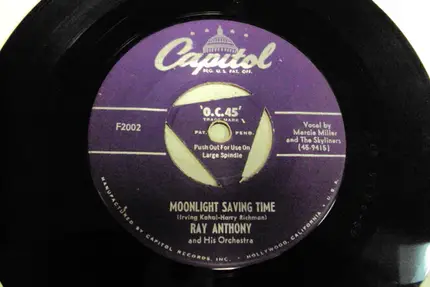 Capitol
REG. U.S. PAT. OFF.
"O.C. 45"
TRADE MARK
F2002
PAT. PEND.
Push Out For Use On
Large Spindle
Vocal by
Marcie Miller
and The Skyliners
(45-9415)
MOONLIGHT SAVING TIME
(Irving Kahal-Harry Richman)
RAY ANTHONY
and His Orchestra
MANUFACTURED BY CAPITOL RECORDS, INC. • HOLLYWOOD, CALIFORNIA • U.S.A.